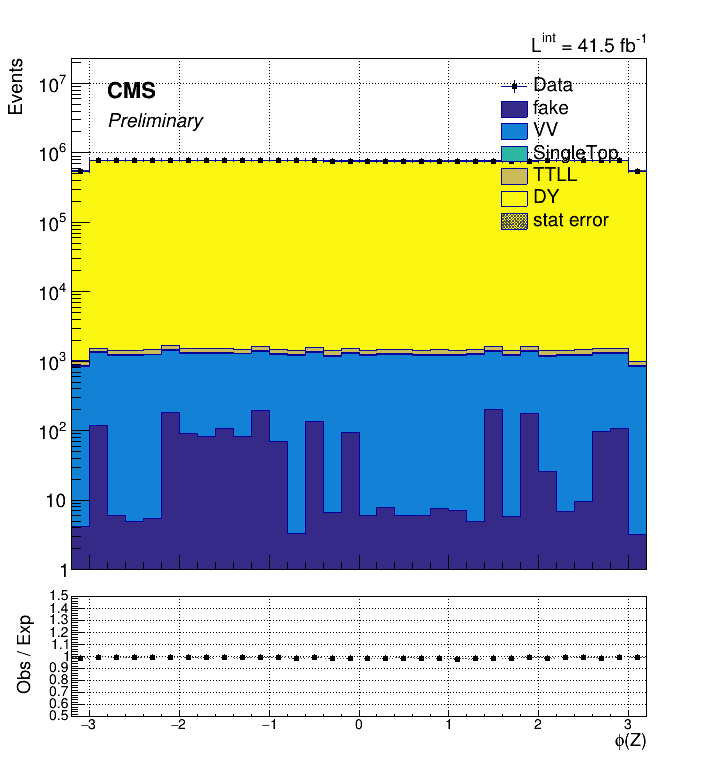 L^int = 41.5 fb^-1
Events
10^7
10^6
10^5
10^4
10^3
10^2
10
1
CMS
Preliminary
Data
fake
VV
SingleTop
TTLL
DY
stat error
Obs / Exp
1.5
1.4
1.3
1.2
1.1
1
0.9
0.8
0.7
0.6
0.5
−3 −2 −1 0 1 2 3
ϕ(Z)